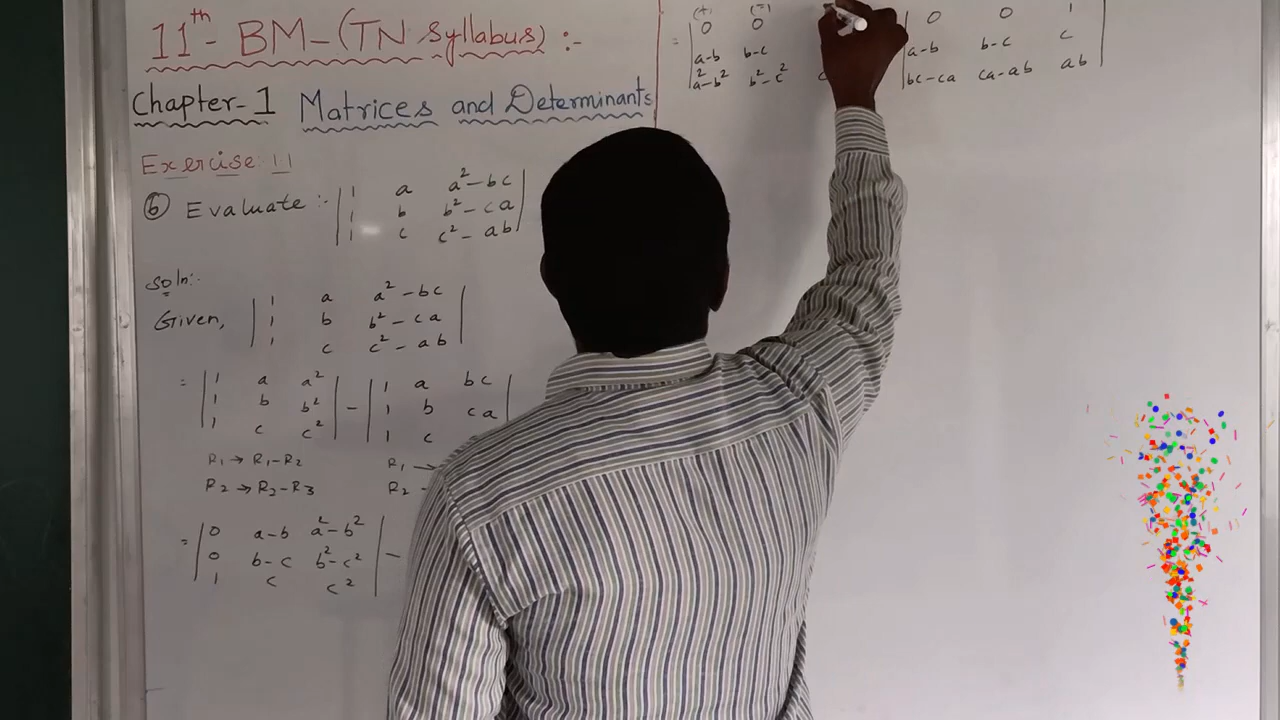 11th - BM - (TN Syllabus) :-
Chapter-1 Matrices and Determinants
Exercise: 1.1
⑥ Evaluate :- | 1 a a² - bc
1 b b² - ca
1 c c² - ab |
Soln:-
Given, | 1 a a² - bc
1 b b² - ca
1 c c² - ab |
= | 1 a a² | - | 1 a bc |
1 b b² 1 b ca
1 c c² 1 c
R₁ → R₁-R₂ R₁ →
R₂ → R₂-R₃ R₂ -
= | 0 a-b a²-b² | -
0 b-c b²-c²
1 c c²
(+) (-)
= | 0 0 | 0 0 1 |
a-b b-c a-b b-c c
a²-b² b²-c² c bc-ca ca-ab ab